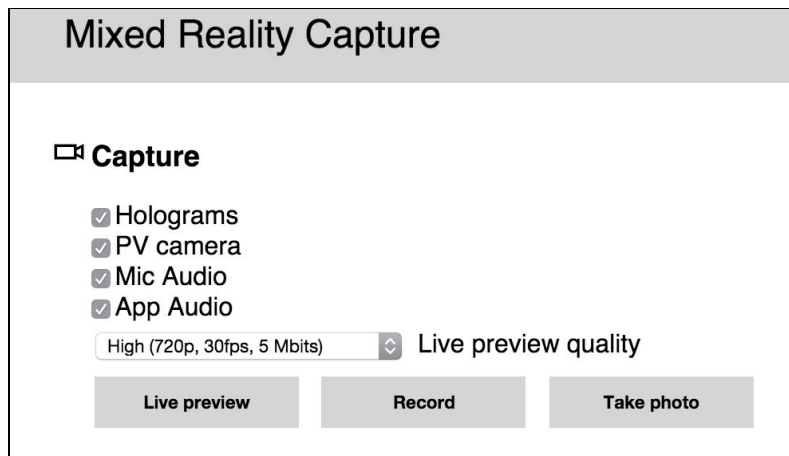 Mixed Reality Capture
Capture
Holograms
PV camera
Mic Audio
App Audio
High (720p, 30fps, 5 Mbits) Live preview quality
Live preview Record Take photo